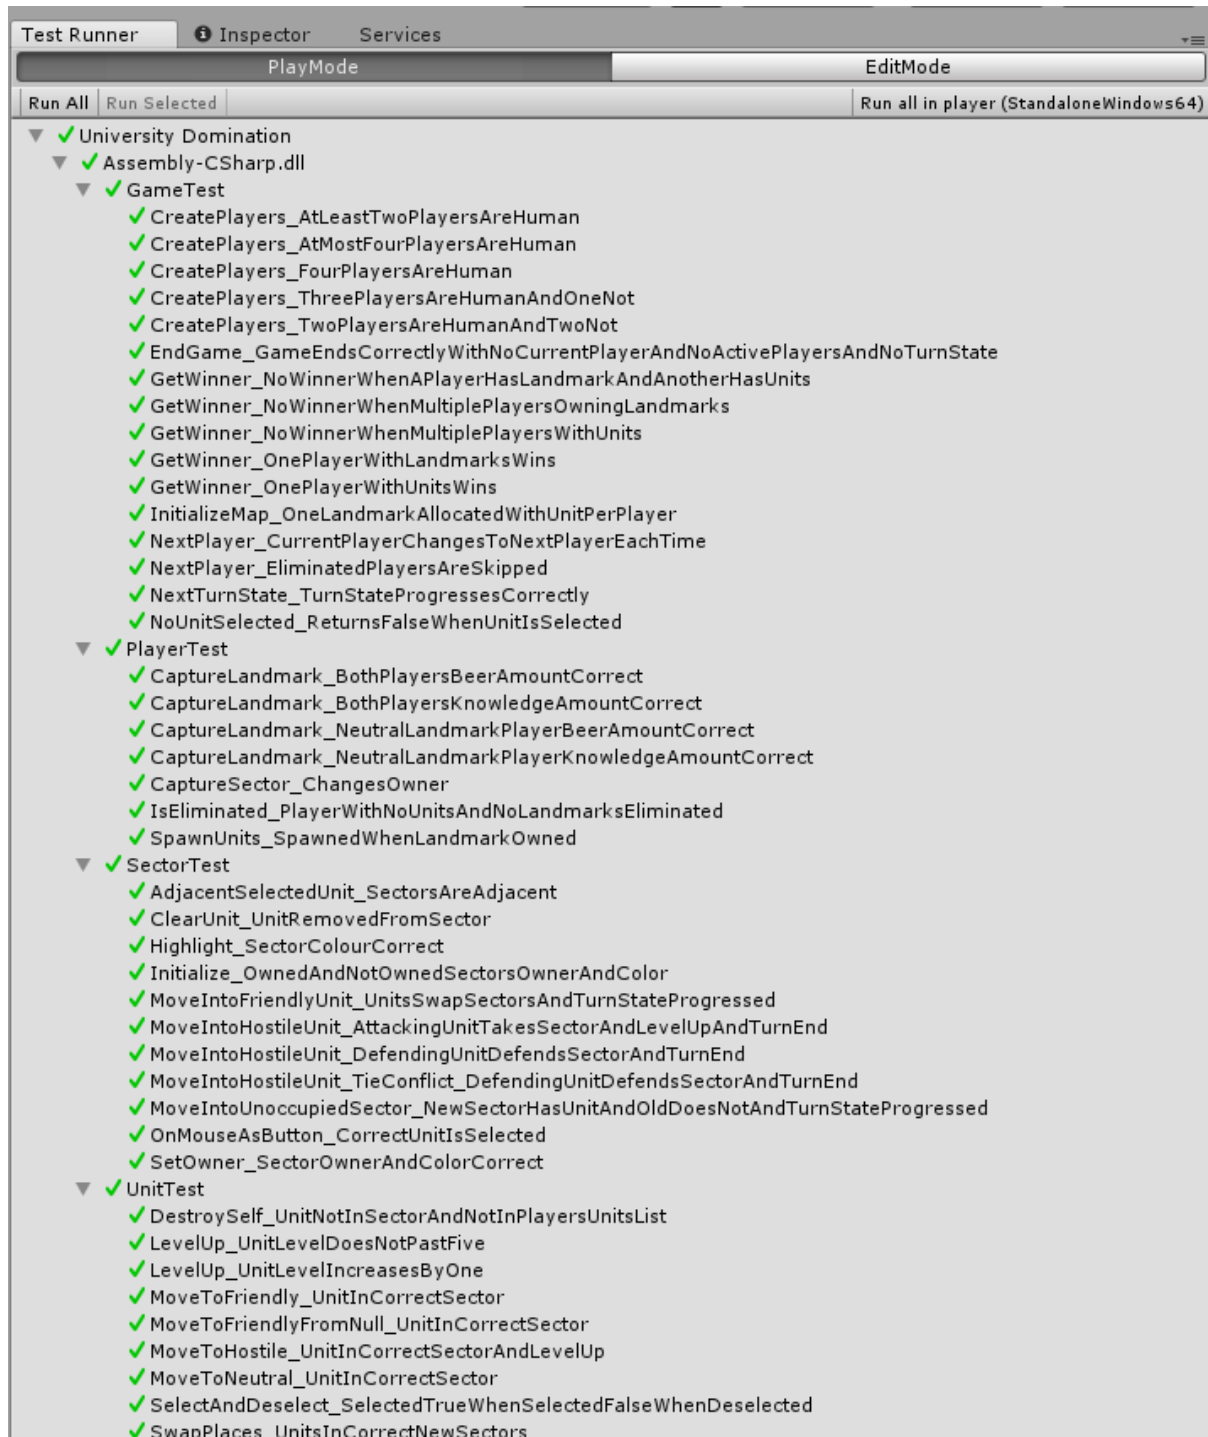 Test Runner Inspector Services
PlayMode EditMode
Run All Run Selected Run all in player (StandaloneWindows64)
University Domination
Assembly-CSharp.dll
GameTest
CreatePlayers_AtLeastTwoPlayersAreHuman
CreatePlayers_AtMostFourPlayersAreHuman
CreatePlayers_FourPlayersAreHuman
CreatePlayers_ThreePlayersAreHumanAndOneNot
CreatePlayers_TwoPlayersAreHumanAndTwoNot
EndGame_GameEndsCorrectlyWithNoCurrentPlayerAndNoActivePlayersAndNoTurnState
GetWinner_NoWinnerWhenAPlayerHasLandmarkAndAnotherHasUnits
GetWinner_NoWinnerWhenMultiplePlayersOwningLandmarks
GetWinner_NoWinnerWhenMultiplePlayersWithUnits
GetWinner_OnePlayerWithLandmarksWins
GetWinner_OnePlayerWithUnitsWins
InitializeMap_OneLandmarkAllocatedWithUnitPerPlayer
NextPlayer_CurrentPlayerChangesToNextPlayerEachTime
NextPlayer_EliminatedPlayersAreSkipped
NextTurnState_TurnStateProgressesCorrectly
NoUnitSelected_ReturnsFalseWhenUnitIsSelected
PlayerTest
CaptureLandmark_BothPlayersBeerAmountCorrect
CaptureLandmark_BothPlayersKnowledgeAmountCorrect
CaptureLandmark_NeutralLandmarkPlayerBeerAmountCorrect
CaptureLandmark_NeutralLandmarkPlayerKnowledgeAmountCorrect
CaptureSector_ChangesOwner
IsEliminated_PlayerWithNoUnitsAndNoLandmarksEliminated
SpawnUnits_SpawnedWhenLandmarkOwned
SectorTest
AdjacentSelectedUnit_SectorsAreAdjacent
ClearUnit_UnitRemovedFromSector
Highlight_SectorColourCorrect
Initialize_OwnedAndNotOwnedSectorsOwnerAndColor
MoveIntoFriendlyUnit_UnitsSwapSectorsAndTurnStateProgressed
MoveIntoHostileUnit_AttackingUnitTakesSectorAndLevelUpAndTurnEnd
MoveIntoHostileUnit_DefendingUnitDefendsSectorAndTurnEnd
MoveIntoHostileUnit_TieConflict_DefendingUnitDefendsSectorAndTurnEnd
MoveIntoUnoccupiedSector_NewSectorHasUnitAndOldDoesNotAndTurnStateProgressed
OnMouseAsButton_CorrectUnitIsSelected
SetOwner_SectorOwnerAndColorCorrect
UnitTest
DestroySelf_UnitNotInSectorAndNotInPlayersUnitsList
LevelUp_UnitLevelDoesNotPastFive
LevelUp_UnitLevelIncreasesByOne
MoveToFriendly_UnitInCorrectSector
MoveToFriendlyFromNull_UnitInCorrectSector
MoveToHostile_UnitInCorrectSectorAndLevelUp
MoveToNeutral_UnitInCorrectSector
SelectAndDeselect_SelectedTrueWhenSelectedFalseWhenDeselected
SwapPlaces_UnitsInCorrectNewSectors